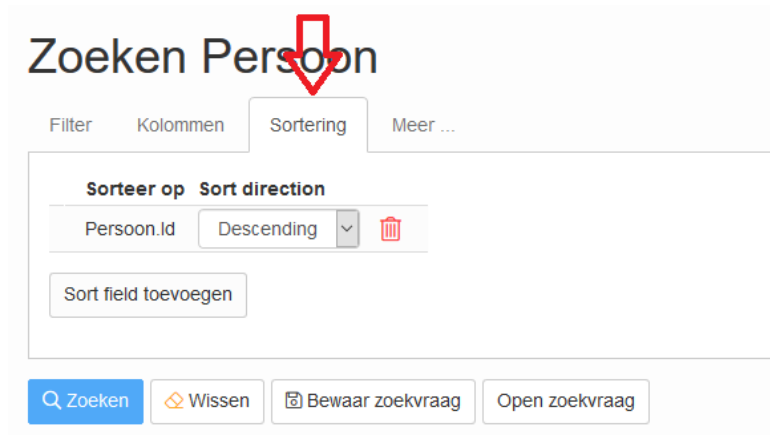 Zoeken Persoon
Filter Kolommen Sortering Meer ...
Sorteer op Sort direction
Persoon.Id Descending
Sort field toevoegen
Zoeken Wissen Bewaar zoekvraag Open zoekvraag